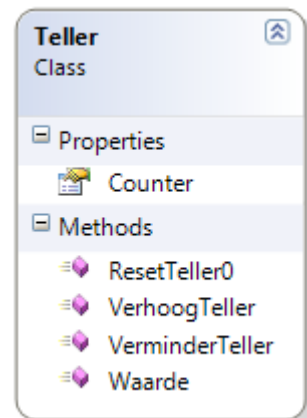 Teller
Class
Properties
Counter
Methods
ResetTeller0
VerhoogTeller
VerminderTeller
Waarde